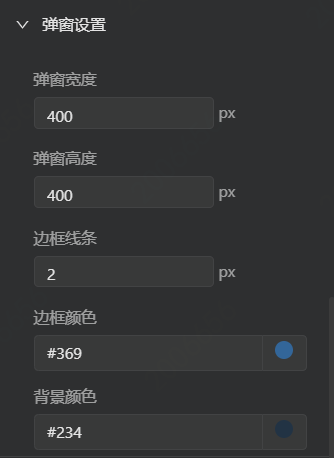 弹窗设置
弹窗宽度
400 px
弹窗高度
400 px
边框线条
2 px
边框颜色
#369
背景颜色
#234